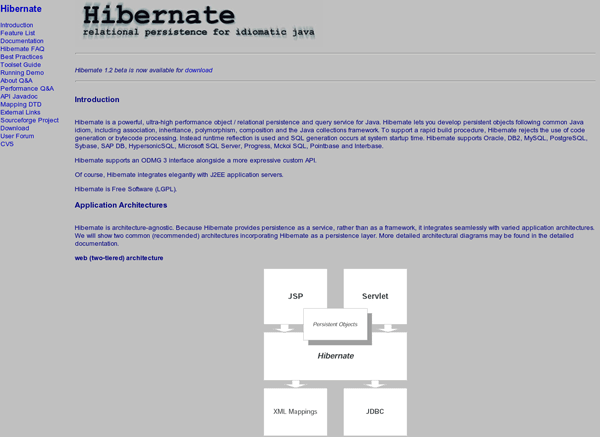 Hibernate
Introduction
Feature List
Documentation
Hibernate FAQ
Best Practices
Toolset Guide
Running Demo
About Q&A
Performance Q&A
API Javadoc
Mapping DTD
External Links
Sourceforge Project
Download
User Forum
CVS
Hibernate
relational persistence for idiomatic java
Hibernate 1.2 beta is now available for download
Introduction
Hibernate is a powerful, ultra-high performance object / relational persistence and query service for Java. Hibernate lets you develop persistent objects following common Java
idiom, including association, inheritance, polymorphism, composition and the Java collections framework. To support a rapid build procedure, Hibernate rejects the use of code
generation or bytecode processing. Instead runtime reflection is used and SQL generation occurs at system startup time. Hibernate supports Oracle, DB2, MySQL, PostgreSQL,
Sybase, SAP DB, HypersonicSQL, Microsoft SQL Server, Progress, Mckoi SQL, Pointbase and Interbase.
Hibernate supports an ODMG 3 interface alongside a more expressive custom API.
Of course, Hibernate integrates elegantly with J2EE application servers.
Hibernate is Free Software (LGPL).
Application Architectures
Hibernate is architecture-agnostic. Because Hibernate provides persistence as a service, rather than as a framework, it integrates seamlessly with varied application architectures.
We will show two common (recommended) architectures incorporating Hibernate as a persistence layer. More detailed architectural diagrams may be found in the detailed
documentation.
web (two-tiered) architecture
JSP
Servlet
Persistent Objects
Hibernate
XML Mappings
JDBC